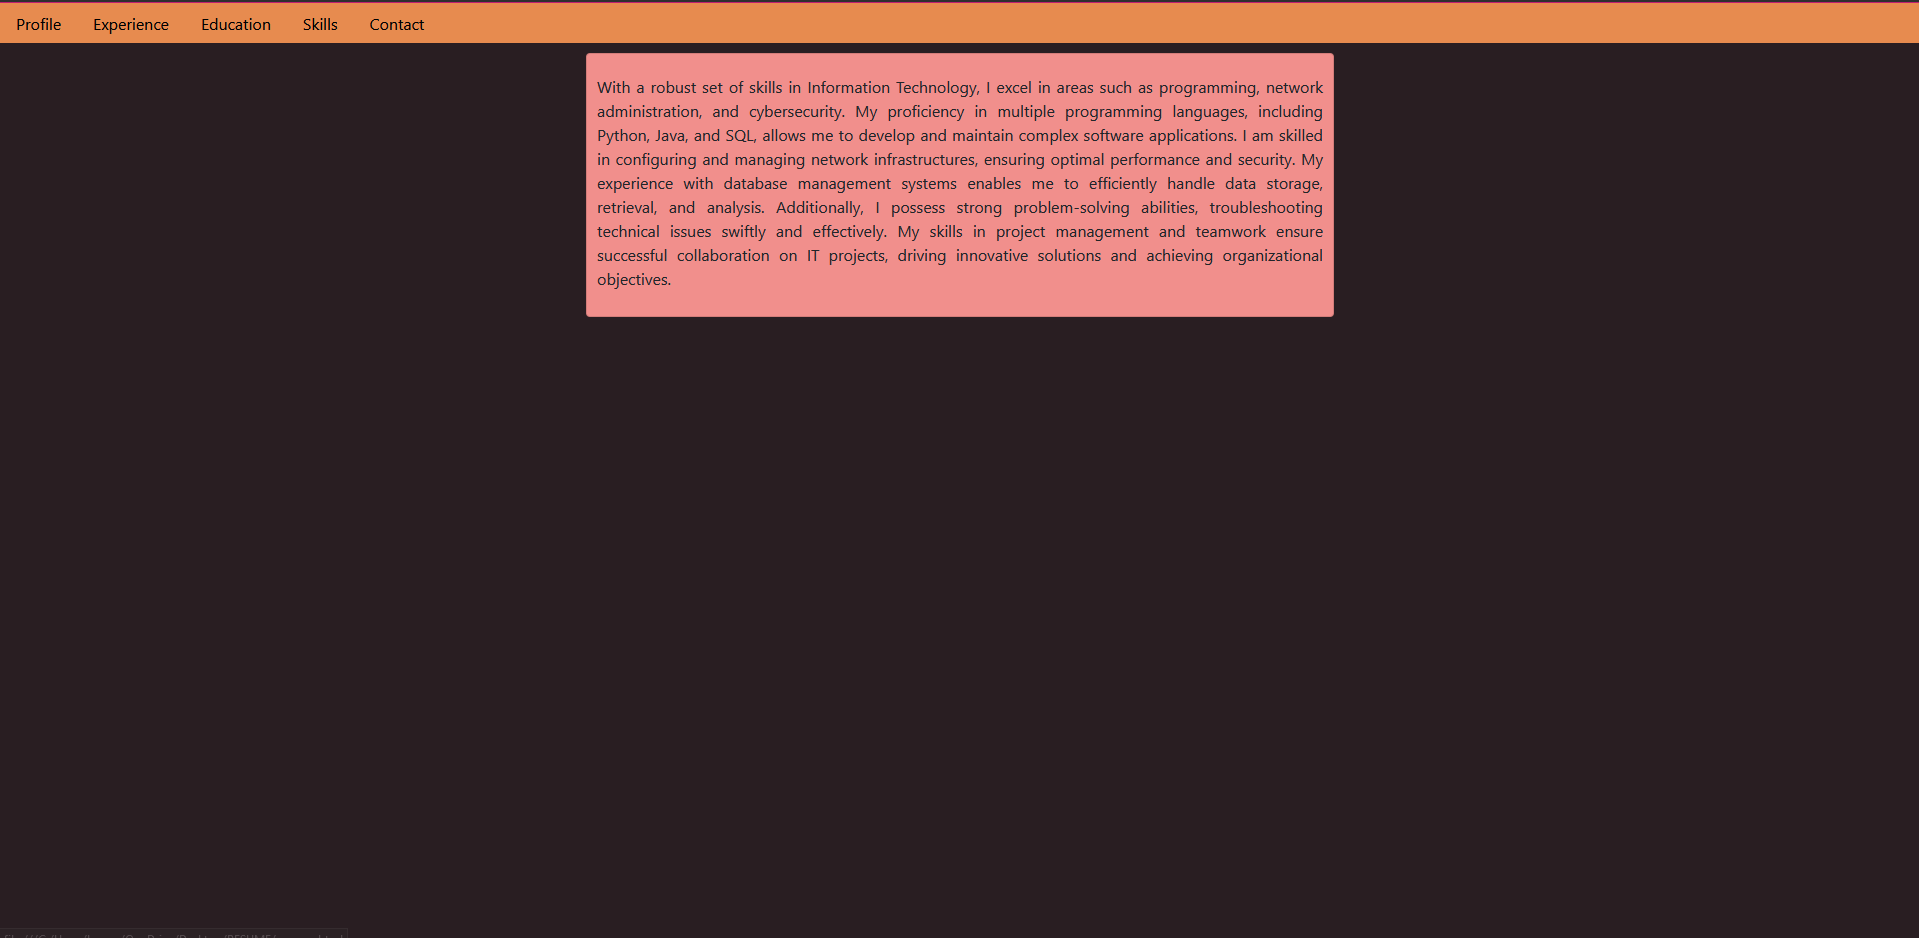 Profile Experience Education Skills Contact
With a robust set of skills in Information Technology, I excel in areas such as programming, network
administration, and cybersecurity. My proficiency in multiple programming languages, including
Python, Java, and SQL, allows me to develop and maintain complex software applications. I am skilled
in configuring and managing network infrastructures, ensuring optimal performance and security. My
experience with database management systems enables me to efficiently handle data storage,
retrieval, and analysis. Additionally, I possess strong problem-solving abilities, troubleshooting
technical issues swiftly and effectively. My skills in project management and teamwork ensure
successful collaboration on IT projects, driving innovative solutions and achieving organizational
objectives.